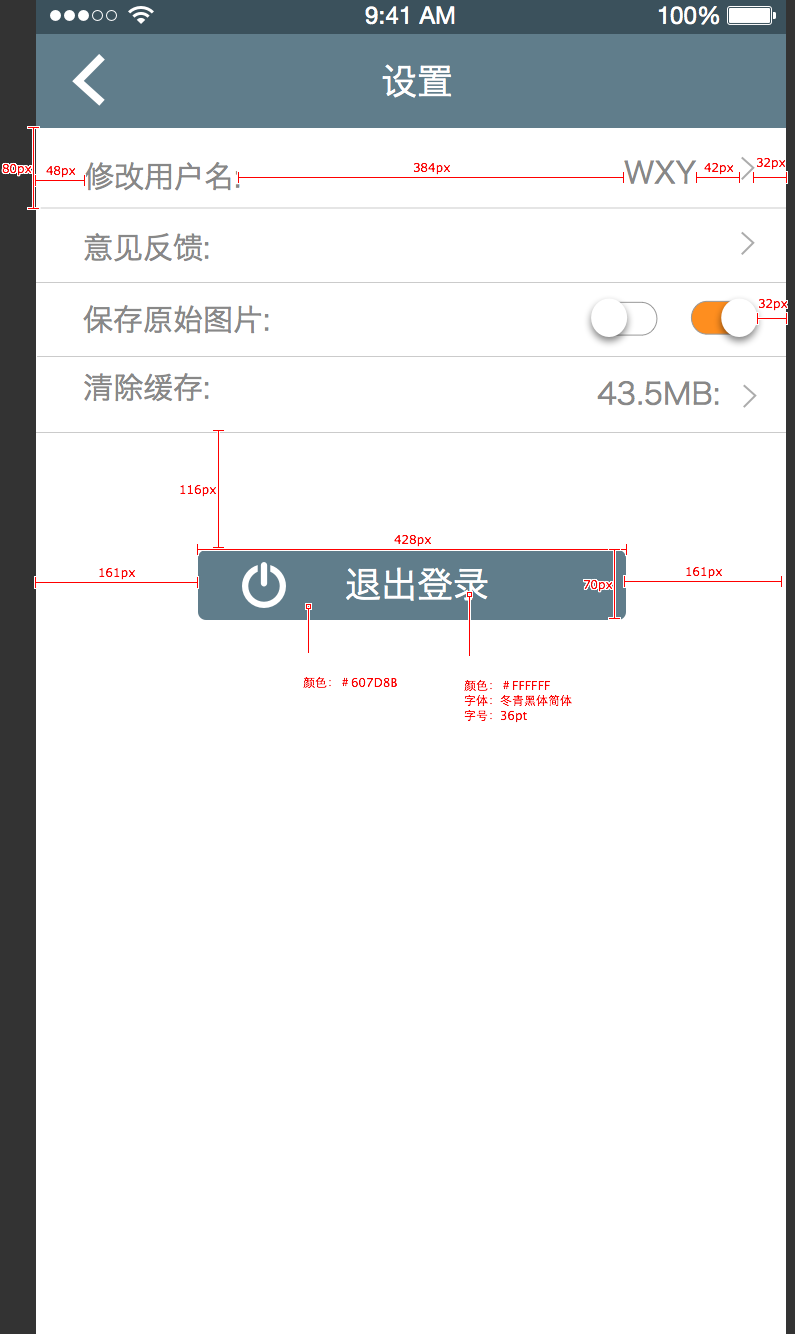 9:41 AM 100%
设置
80px 48px 修改用户名: 384px WXY 42px 32px
意见反馈:
保存原始图片: 32px
清除缓存: 43.5MB:
116px
428px
161px 退出登录 70px 161px
颜色：＃607D8B
颜色：＃FFFFFF
字体：冬青黑体简体
字号：36pt